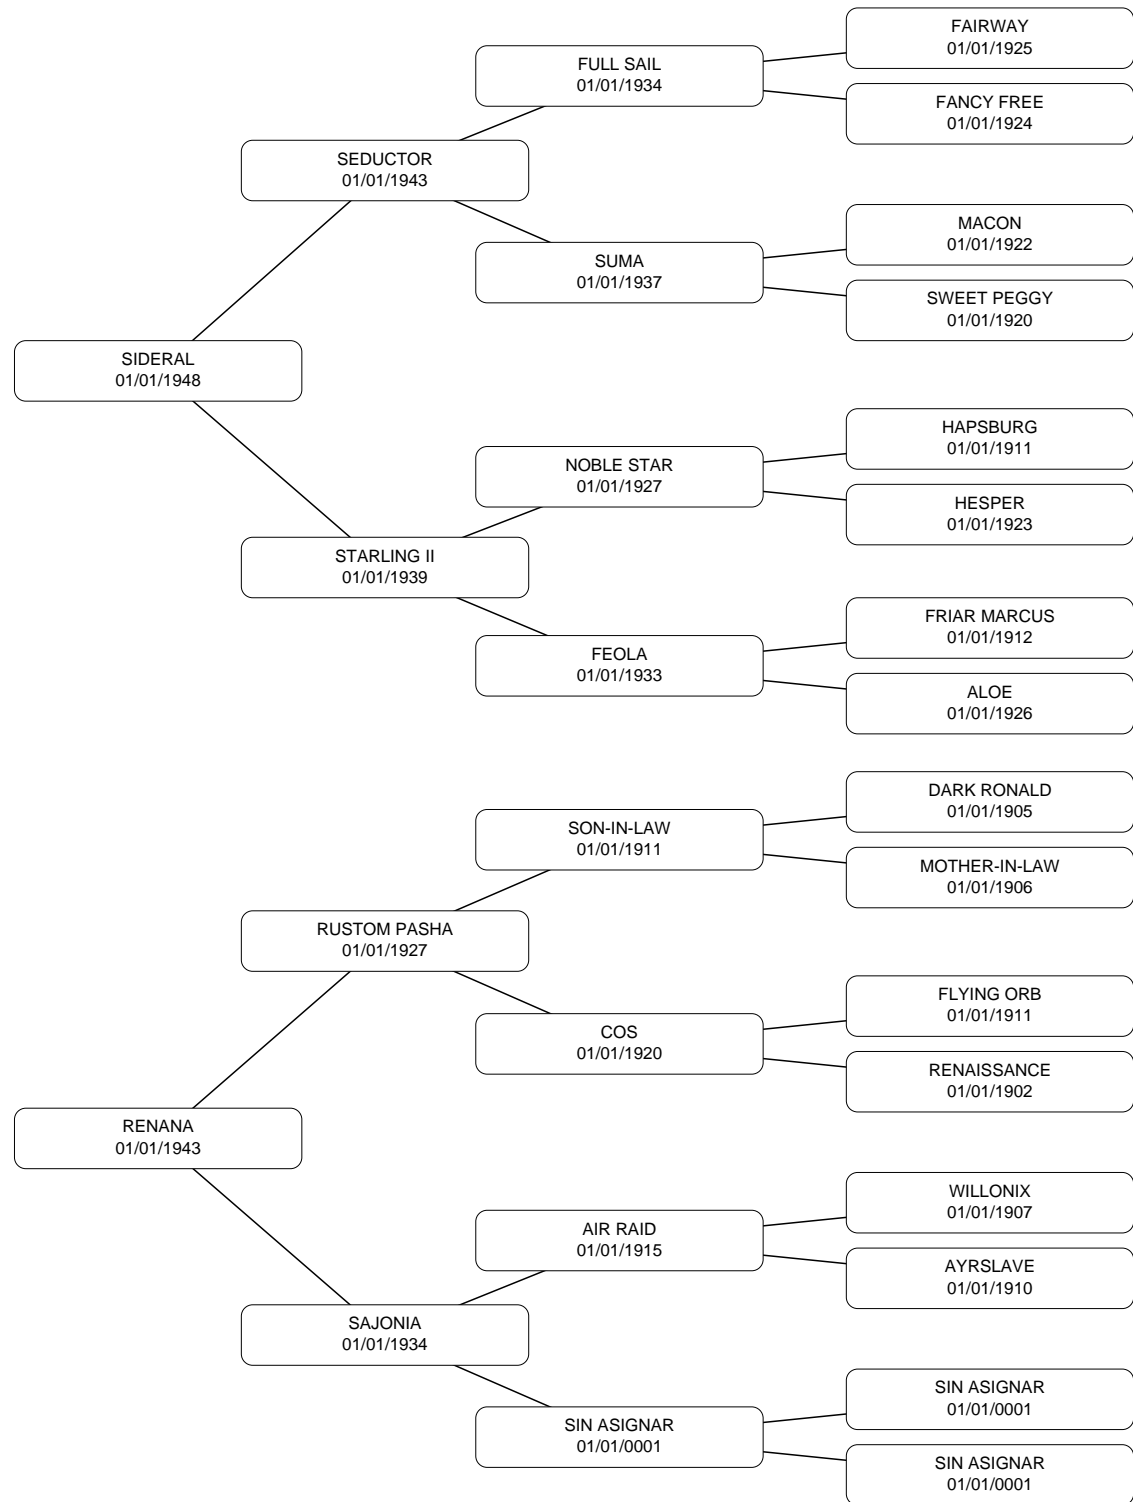 FAIRWAY
01/01/1925
FULL SAIL
01/01/1934
FANCY FREE
01/01/1924
SEDUCTOR
01/01/1943
MACON
01/01/1922
SUMA
01/01/1937
SWEET PEGGY
01/01/1920
SIDERAL
01/01/1948
HAPSBURG
01/01/1911
NOBLE STAR
01/01/1927
HESPER
01/01/1923
STARLING II
01/01/1939
FRIAR MARCUS
01/01/1912
FEOLA
01/01/1933
ALOE
01/01/1926
DARK RONALD
01/01/1905
SON-IN-LAW
01/01/1911
MOTHER-IN-LAW
01/01/1906
RUSTOM PASHA
01/01/1927
FLYING ORB
01/01/1911
COS
01/01/1920
RENAISSANCE
01/01/1902
RENANA
01/01/1943
WILLONIX
01/01/1907
AIR RAID
01/01/1915
AYRSLAVE
01/01/1910
SAJONIA
01/01/1934
SIN ASIGNAR
01/01/0001
SIN ASIGNAR
01/01/0001
SIN ASIGNAR
01/01/0001